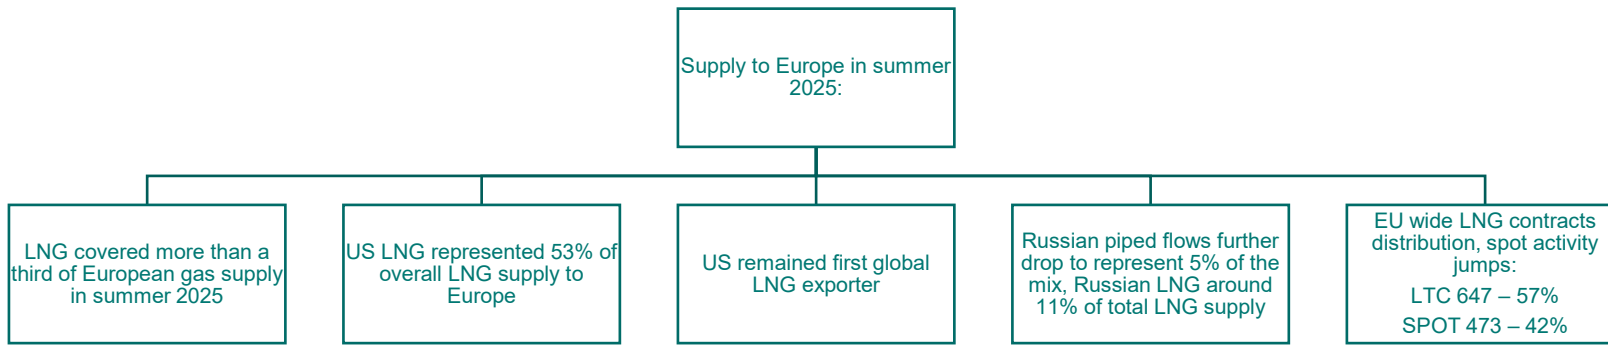 Supply to Europe in summer
2025:
LNG covered more than a
third of European gas supply
in summer 2025
US LNG represented 53% of
overall LNG supply to
Europe
US remained first global
LNG exporter
Russian piped flows further
drop to represent 5% of the
mix, Russian LNG around
11% of total LNG supply
EU wide LNG contracts
distribution, spot activity
jumps:
LTC 647 – 57%
SPOT 473 – 42%